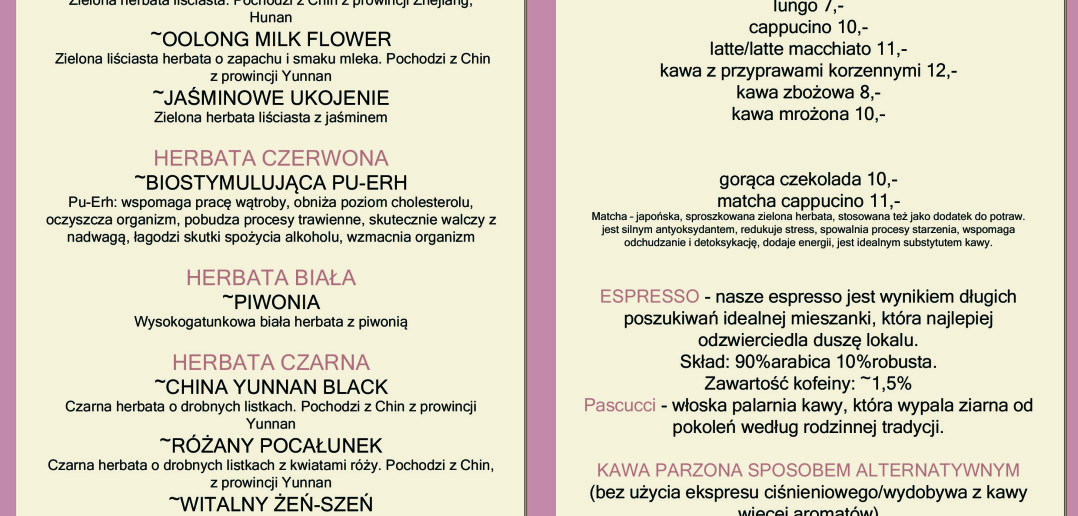 Zielona herbata liściasta. Pochodzi z Chin z prowincji Zhejiang,
Hunan
~OOLONG MILK FLOWER
Zielona liściasta herbata o zapachu i smaku mleka. Pochodzi z Chin
z prowincji Yunnan
~JAŚMINOWE UKOJENIE
Zielona herbata liściasta z jaśminem
HERBATA CZERWONA
~BIOSTYMULUJĄCA PU-ERH
Pu-Erh: wspomaga pracę wątroby, obniża poziom cholesterolu,
oczyszcza organizm, pobudza procesy trawienne, skutecznie walczy z
nadwagą, łagodzi skutki spożycia alkoholu, wzmacnia organizm
HERBATA BIAŁA
~PIWONIA
Wysokogatunkowa biała herbata z piwonią
HERBATA CZARNA
~CHINA YUNNAN BLACK
Czarna herbata o drobnych listkach. Pochodzi z Chin z prowincji
Yunnan
~RÓŻANY POCAŁUNEK
Czarna herbata o drobnych listkach z kwiatami róży. Pochodzi z Chin,
z prowincji Yunnan
~WITALNY ŻEŃ-SZEŃ
lungo 7,-
cappucino 10,-
latte/latte macchiato 11,-
kawa z przyprawami korzennymi 12,-
kawa zbożowa 8,-
kawa mrożona 10,-
gorąca czekolada 10,-
matcha cappucino 11,-
Matcha - japońska, sproszkowana zielona herbata, stosowana też jako dodatek do potraw.
jest silnym antyoksydantem, redukuje stress, spowalnia procesy starzenia, wspomaga
odchudzanie i detoksykację, dodaje energii, jest idealnym substytutem kawy.
ESPRESSO - nasze espresso jest wynikiem długich
poszukiwań idealnej mieszanki, która najlepiej
odzwierciedla duszę lokalu.
Skład: 90%arabica 10%robusta.
Zawartość kofeiny: ~1,5%
Pascucci - włoska palarnia kawy, która wypala ziarna od
pokoleń według rodzinnej tradycji.
KAWA PARZONA SPOSOBEM ALTERNATYWNYM
(bez użycia ekspresu ciśnieniowego/wydobywa z kawy
więcej aromatów)